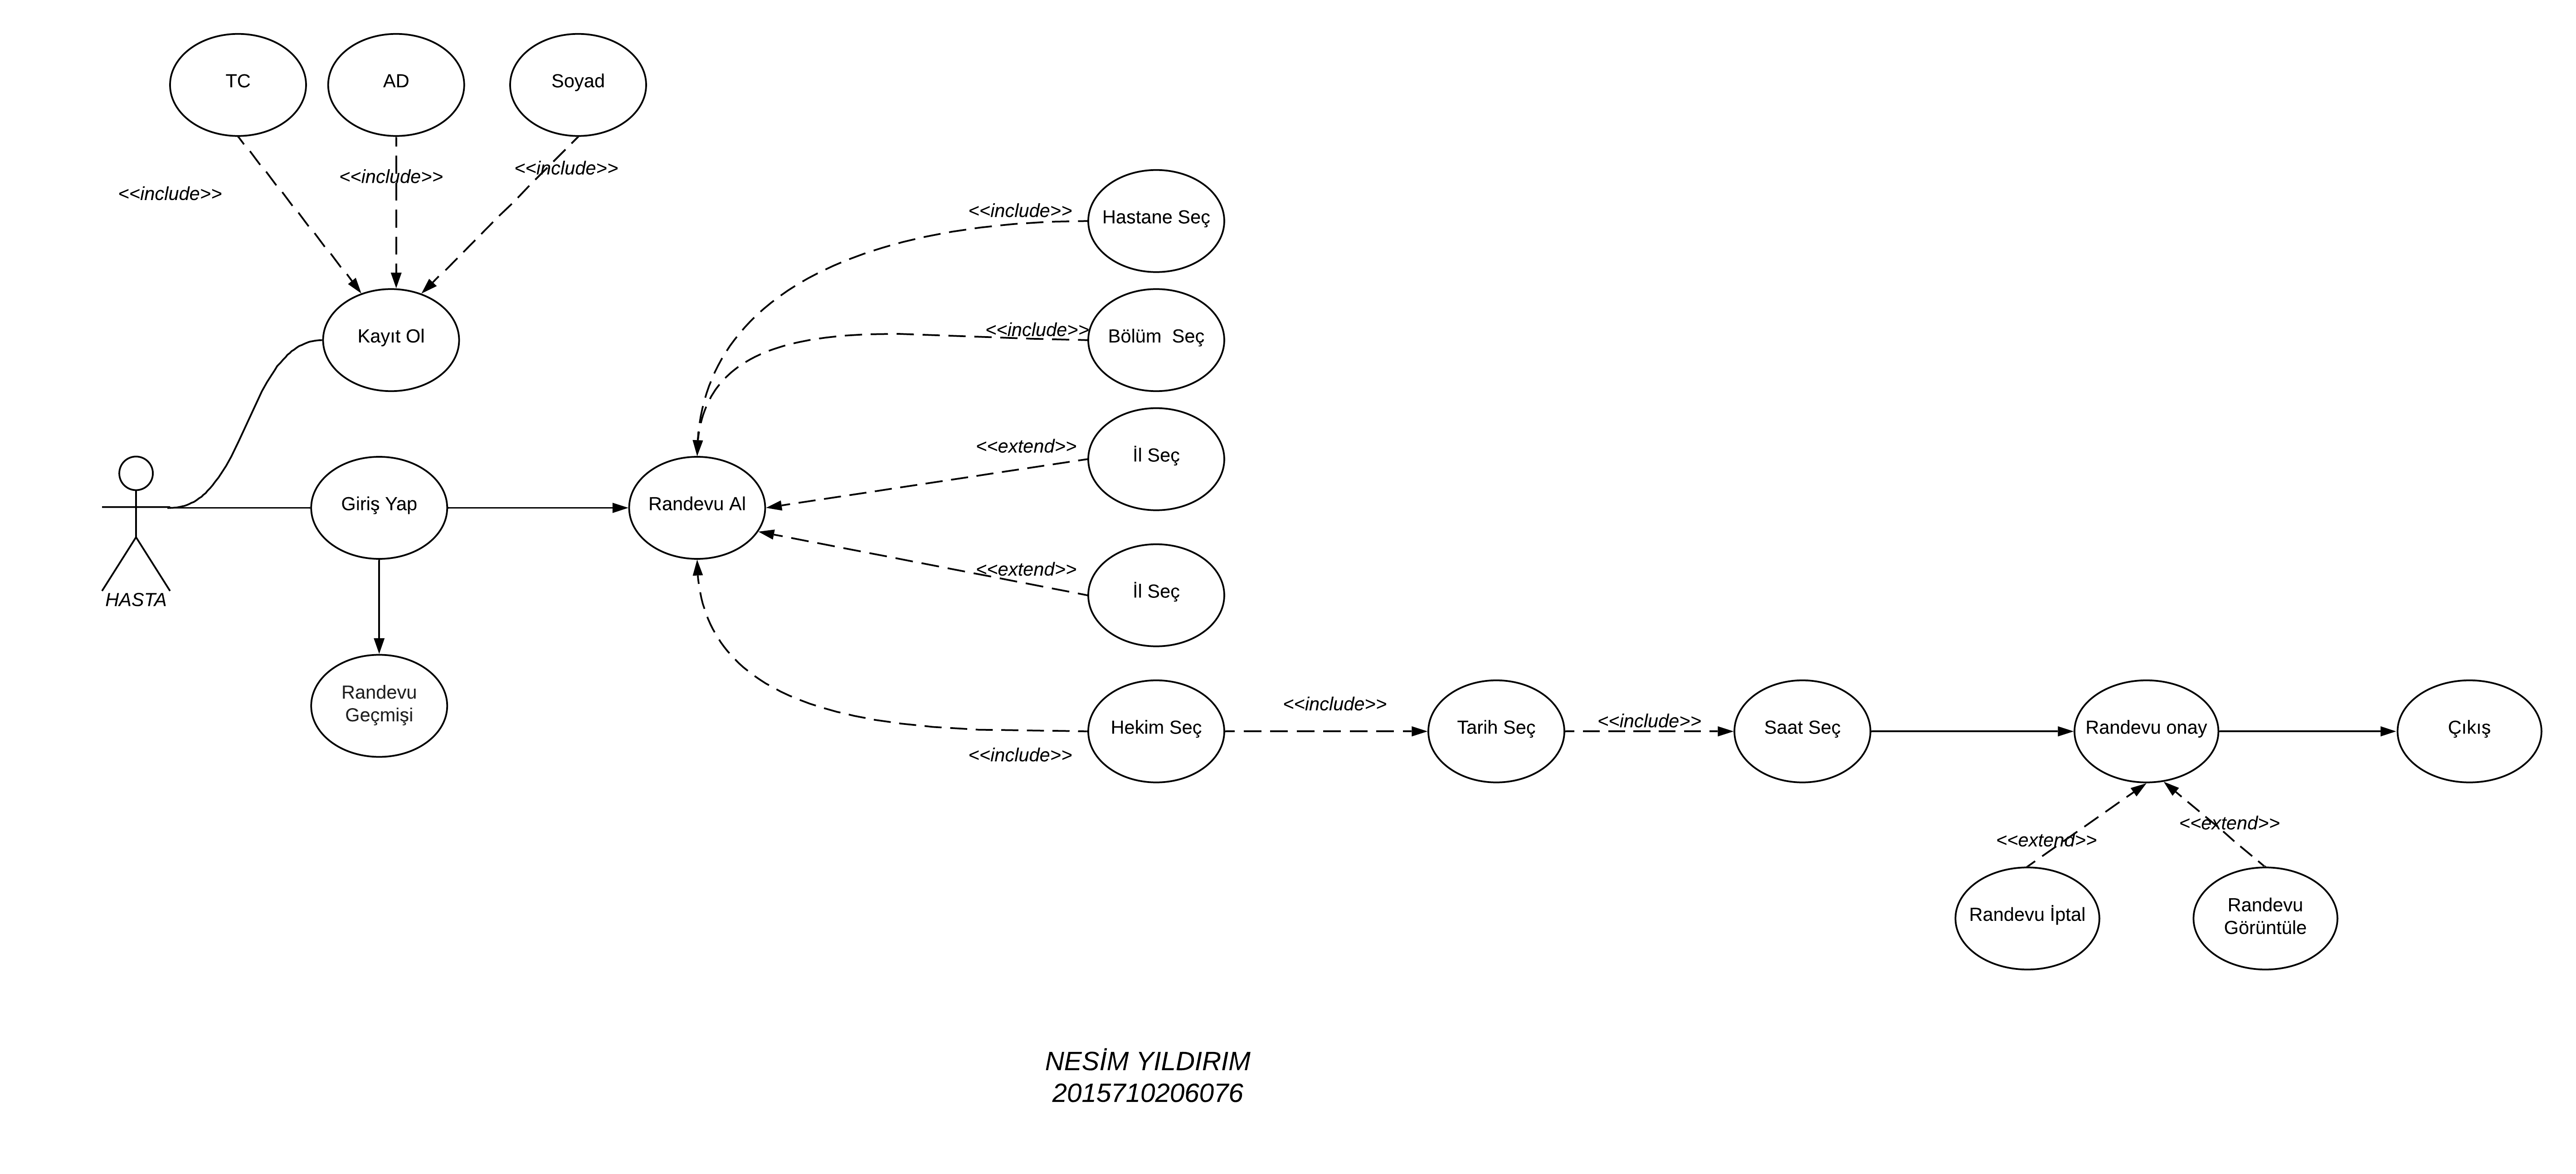 TC
AD
Soyad
<<include>>
<<include>>
<<include>>
Kayıt Ol
HASTA
Giriş Yap
Randevu
Geçmişi
Randevu Al
<<include>>
Hastane Seç
<<include>>
Bölüm  Seç
<<extend>>
İl Seç
<<extend>>
İl Seç
<<include>>
Hekim Seç
<<include>>
Tarih Seç
<<include>>
Saat Seç
Randevu onay
Çıkış
<<extend>>
<<extend>>
Randevu İptal
Randevu
Görüntüle
NESİM YILDIRIM
2015710206076